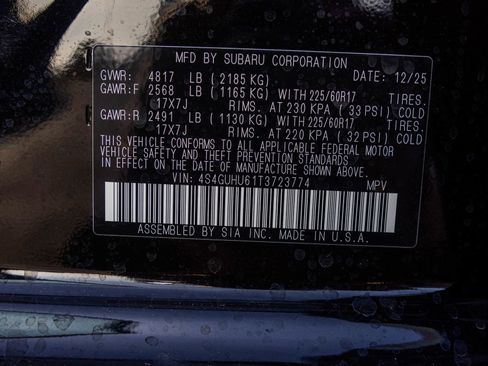 MFD BY SUBARU CORPORATION
GVWR: 4817 LB (2185 KG) DATE: 12/25
GAWR:F 2568 LB (1165 KG) WITH 225/60R17 TIRES.
17X7J RIMS. AT 230 KPA (33 PSI) COLD
GAWR:R 2491 LB (1130 KG) WITH 225/60R17 TIRES.
17X7J RIMS. AT 220 KPA (32 PSI) COLD
THIS VEHICLE CONFORMS TO ALL APPLICABLE FEDERAL MOTOR
VEHICLE SAFETY AND THEFT PREVENTION STANDARDS
IN EFFECT ON THE DATE OF MANUFACTURE SHOWN ABOVE.
VIN: 4S4GUHU61T3723774 MPV
ASSEMBLED BY SIA INC. MADE IN U.S.A.